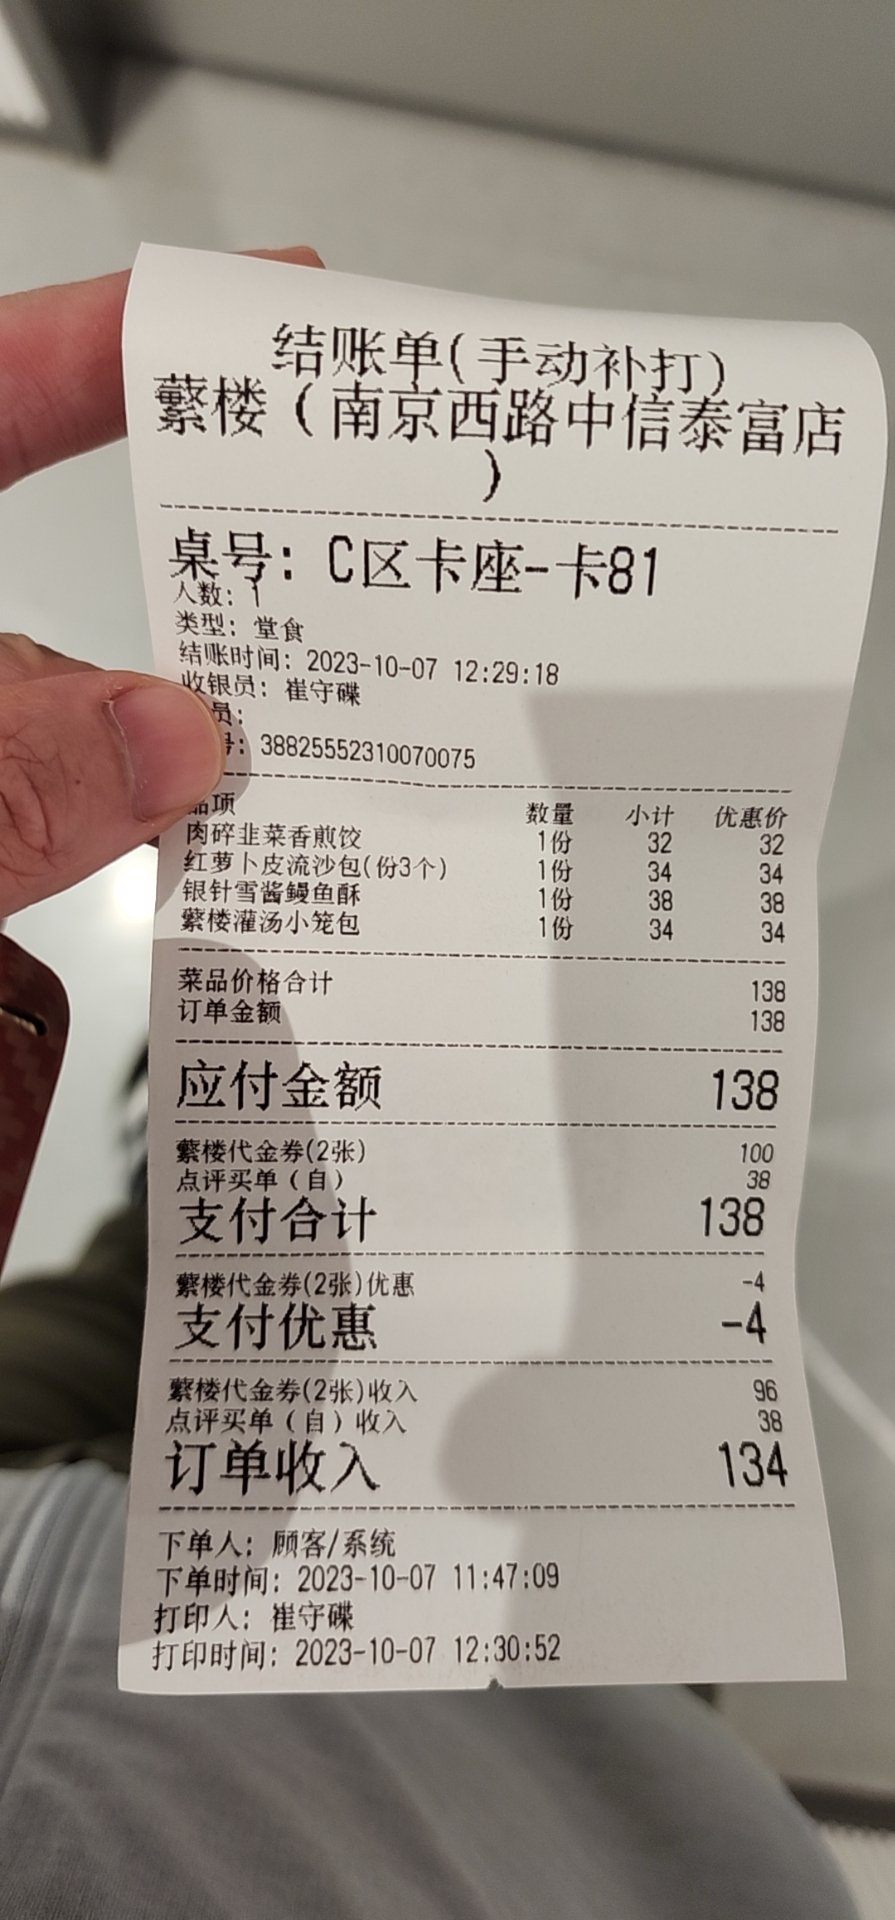 结账单(手动补打)
蘩楼（南京西路中信泰富店
）
桌号: C区卡座-卡81
人数: 1
类型: 堂食
结账时间: 2023-10-07 12:29:18
收银员: 崔守碟
员:
号: 38825552310070075
品项 数量 小计 优惠价
肉碎韭菜香煎饺 1份 32 32
红萝卜皮流沙包(份3个) 1份 34 34
银针雪酱鳗鱼酥 1份 38 38
蘩楼灌汤小笼包 1份 34 34
菜品价格合计 138
订单金额 138
应付金额 138
蘩楼代金券(2张) 100
点评买单（自） 38
支付合计 138
蘩楼代金券(2张)优惠 -4
支付优惠 -4
蘩楼代金券(2张)收入 96
点评买单（自）收入 38
订单收入 134
下单人: 顾客/系统
下单时间: 2023-10-07 11:47:09
打印人: 崔守碟
打印时间: 2023-10-07 12:30:52